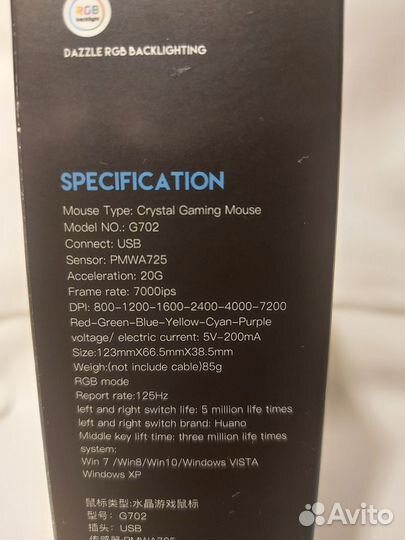 RGB
backlight
DAZZLE RGB BACKLIGHTING
SPECIFICATION
Mouse Type: Crystal Gaming Mouse
Model NO.: G702
Connect: USB
Sensor: PMWA725
Acceleration: 20G
Frame rate: 7000ips
DPI: 800-1200-1600-2400-4000-7200
Red-Green-Blue-Yellow-Cyan-Purple
voltage/ electric current: 5V-200mA
Size:123mmX66.5mmX38.5mm
Weigh:(not include cable)85g
RGB mode
Report rate:125Hz
left and right switch life: 5 million life times
left and right switch brand: Huano
Middle key lift time: three million life times
system:
Win 7 /Win8/Win10/Windows VISTA
Windows XP
鼠标类型:水晶游戏鼠标
型号: G702
插头: USB
传感器:PMWA725
Avito